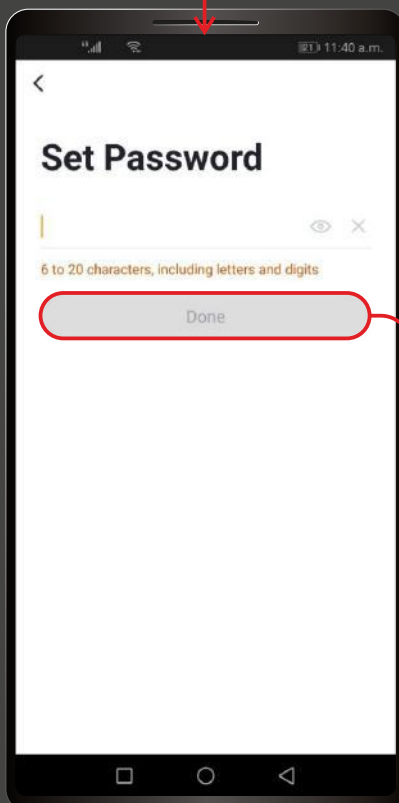 11:40 a.m.
Set Password
6 to 20 characters, including letters and digits
Done